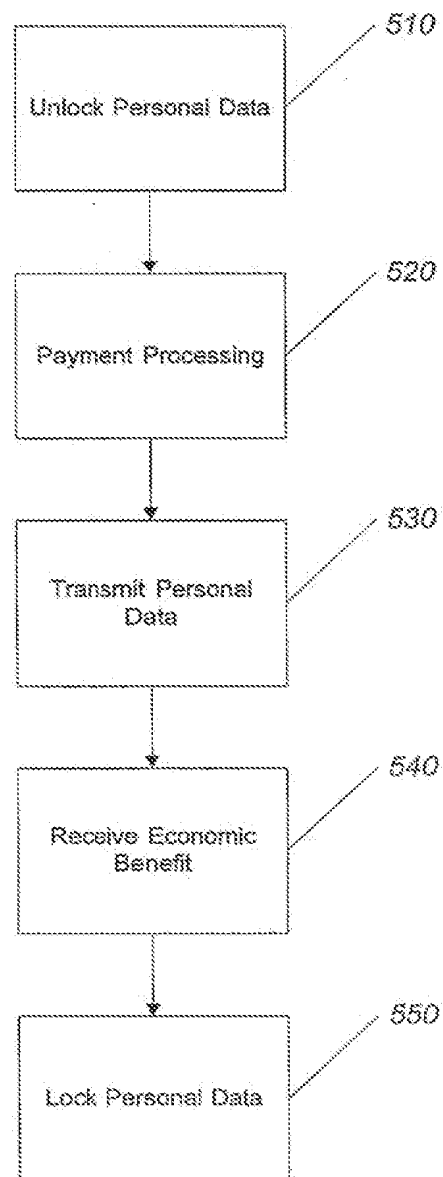 510
Unlock Personal Data
520
Payment Processing
530
Transmit Personal
Data
540
Receive Economic
Benefit
550
Lock Personal Data